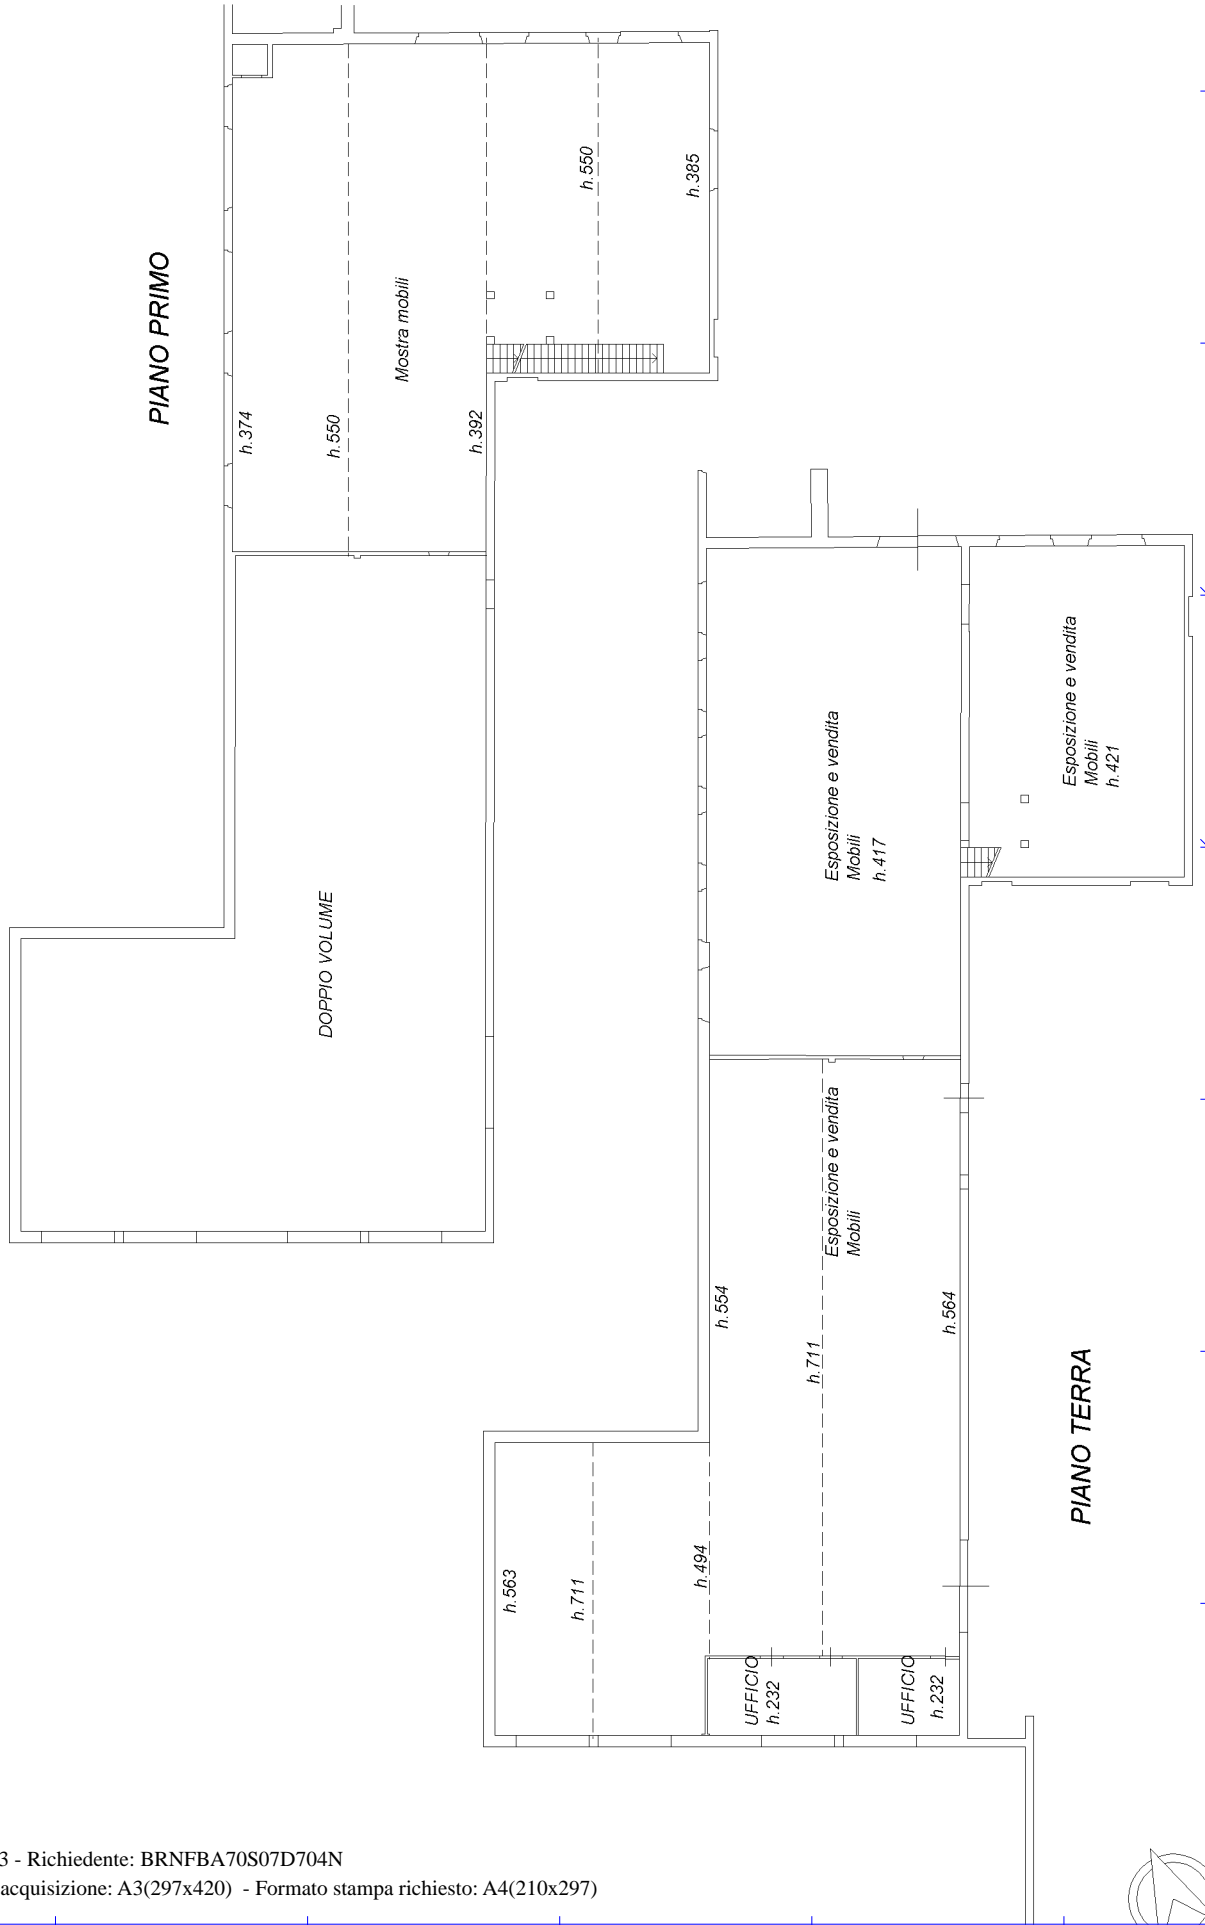 PIANO PRIMO
h.550
h.385
Mostra mobili
h.374
h.550
h.392
DOPPIO VOLUME
Esposizione e vendita
Mobili
h.417
Esposizione e vendita
Mobili
h.421
Esposizione e vendita
Mobili
h.554
h.711
h.564
PIANO TERRA
h.563
h.711
h.494
UFFICIO
h.232
UFFICIO
h.232
3 - Richiedente: BRNFBA70S07D704N
acquisizione: A3(297x420) - Formato stampa richiesto: A4(210x297)